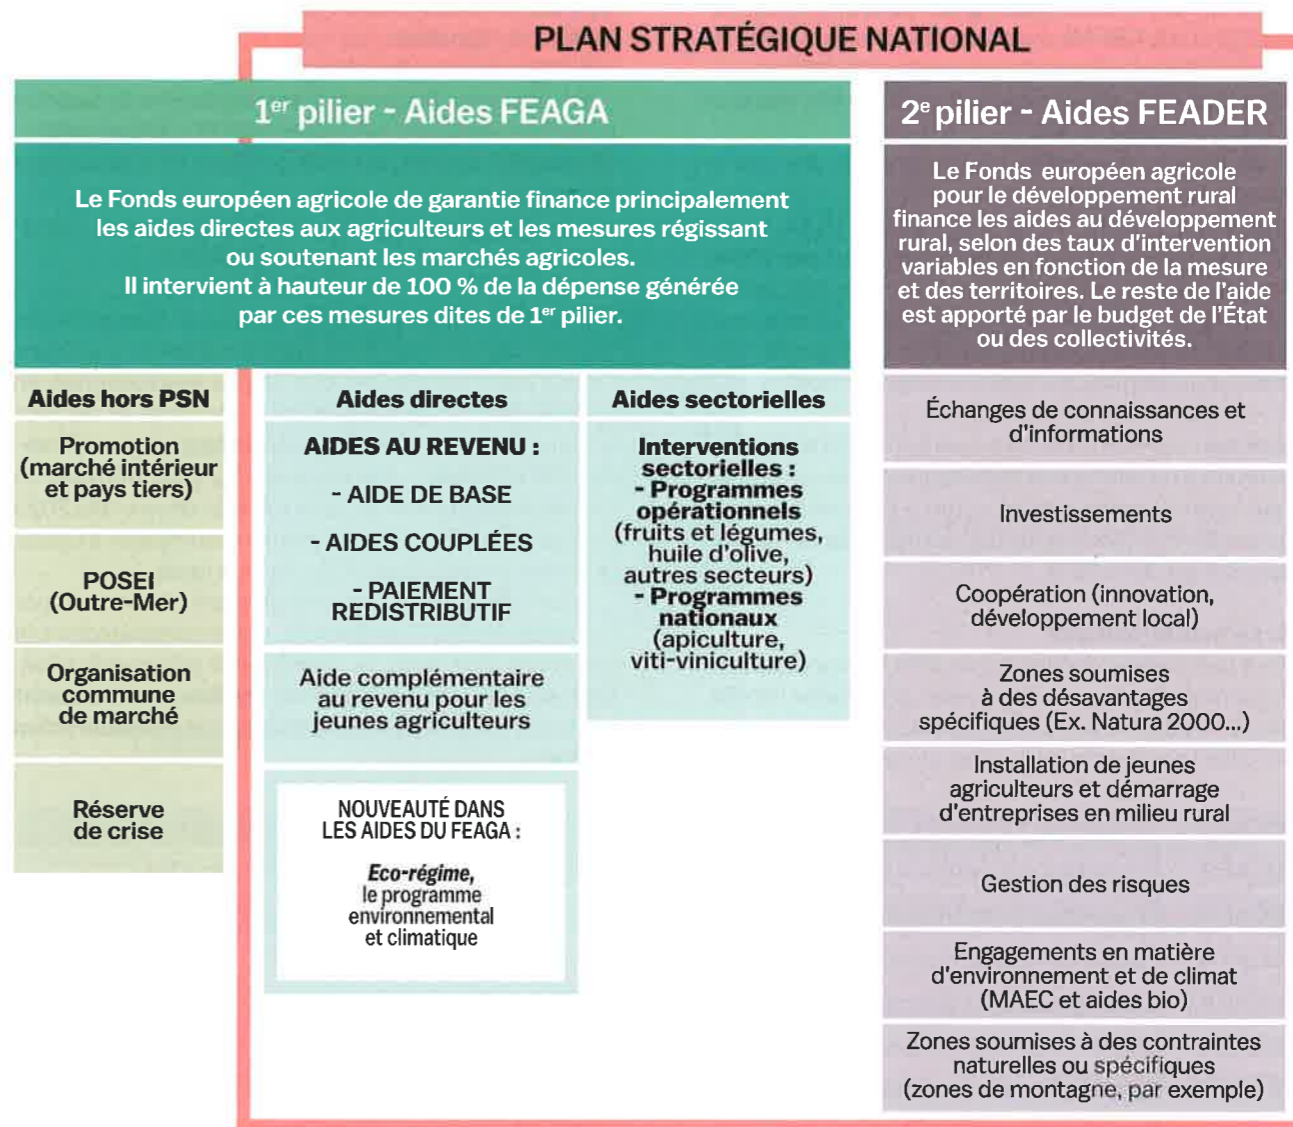 PLAN STRATÉGIQUE NATIONAL
1er pilier - Aides FEAGA
Le Fonds européen agricole de garantie finance principalement
les aides directes aux agriculteurs et les mesures régissant
ou soutenant les marchés agricoles.
Il intervient à hauteur de 100 % de la dépense générée
par ces mesures dites de 1er pilier.
Aides hors PSN
Promotion
(marché intérieur
et pays tiers)
POSEI
(Outre-Mer)
Organisation
commune
de marché
Réserve
de crise
Aides directes
AIDES AU REVENU :
- AIDE DE BASE
- AIDES COUPLÉES
- PAIEMENT
REDISTRIBUTIF
Aide complémentaire
au revenu pour les
jeunes agriculteurs
NOUVEAUTÉ DANS
LES AIDES DU FEAGA :
Eco-régime,
le programme
environnemental
et climatique
Aides sectorielles
Interventions
sectorielles :
- Programmes
opérationnels
(fruits et légumes,
huile d'olive,
autres secteurs)
- Programmes
nationaux
(apiculture,
viti-viniculture)
2e pilier - Aides FEADER
Le Fonds européen agricole
pour le développement rural
finance les aides au développement
rural, selon des taux d'intervention
variables en fonction de la mesure
et des territoires. Le reste de l'aide
est apporté par le budget de l'État
ou des collectivités.
Échanges de connaissances et
d'informations
Investissements
Coopération (innovation,
développement local)
Zones soumises
à des désavantages
spécifiques (Ex. Natura 2000...)
Installation de jeunes
agriculteurs et démarrage
d'entreprises en milieu rural
Gestion des risques
Engagements en matière
d'environnement et de climat
(MAEC et aides bio)
Zones soumises à des contraintes
naturelles ou spécifiques
(zones de montagne, par exemple)